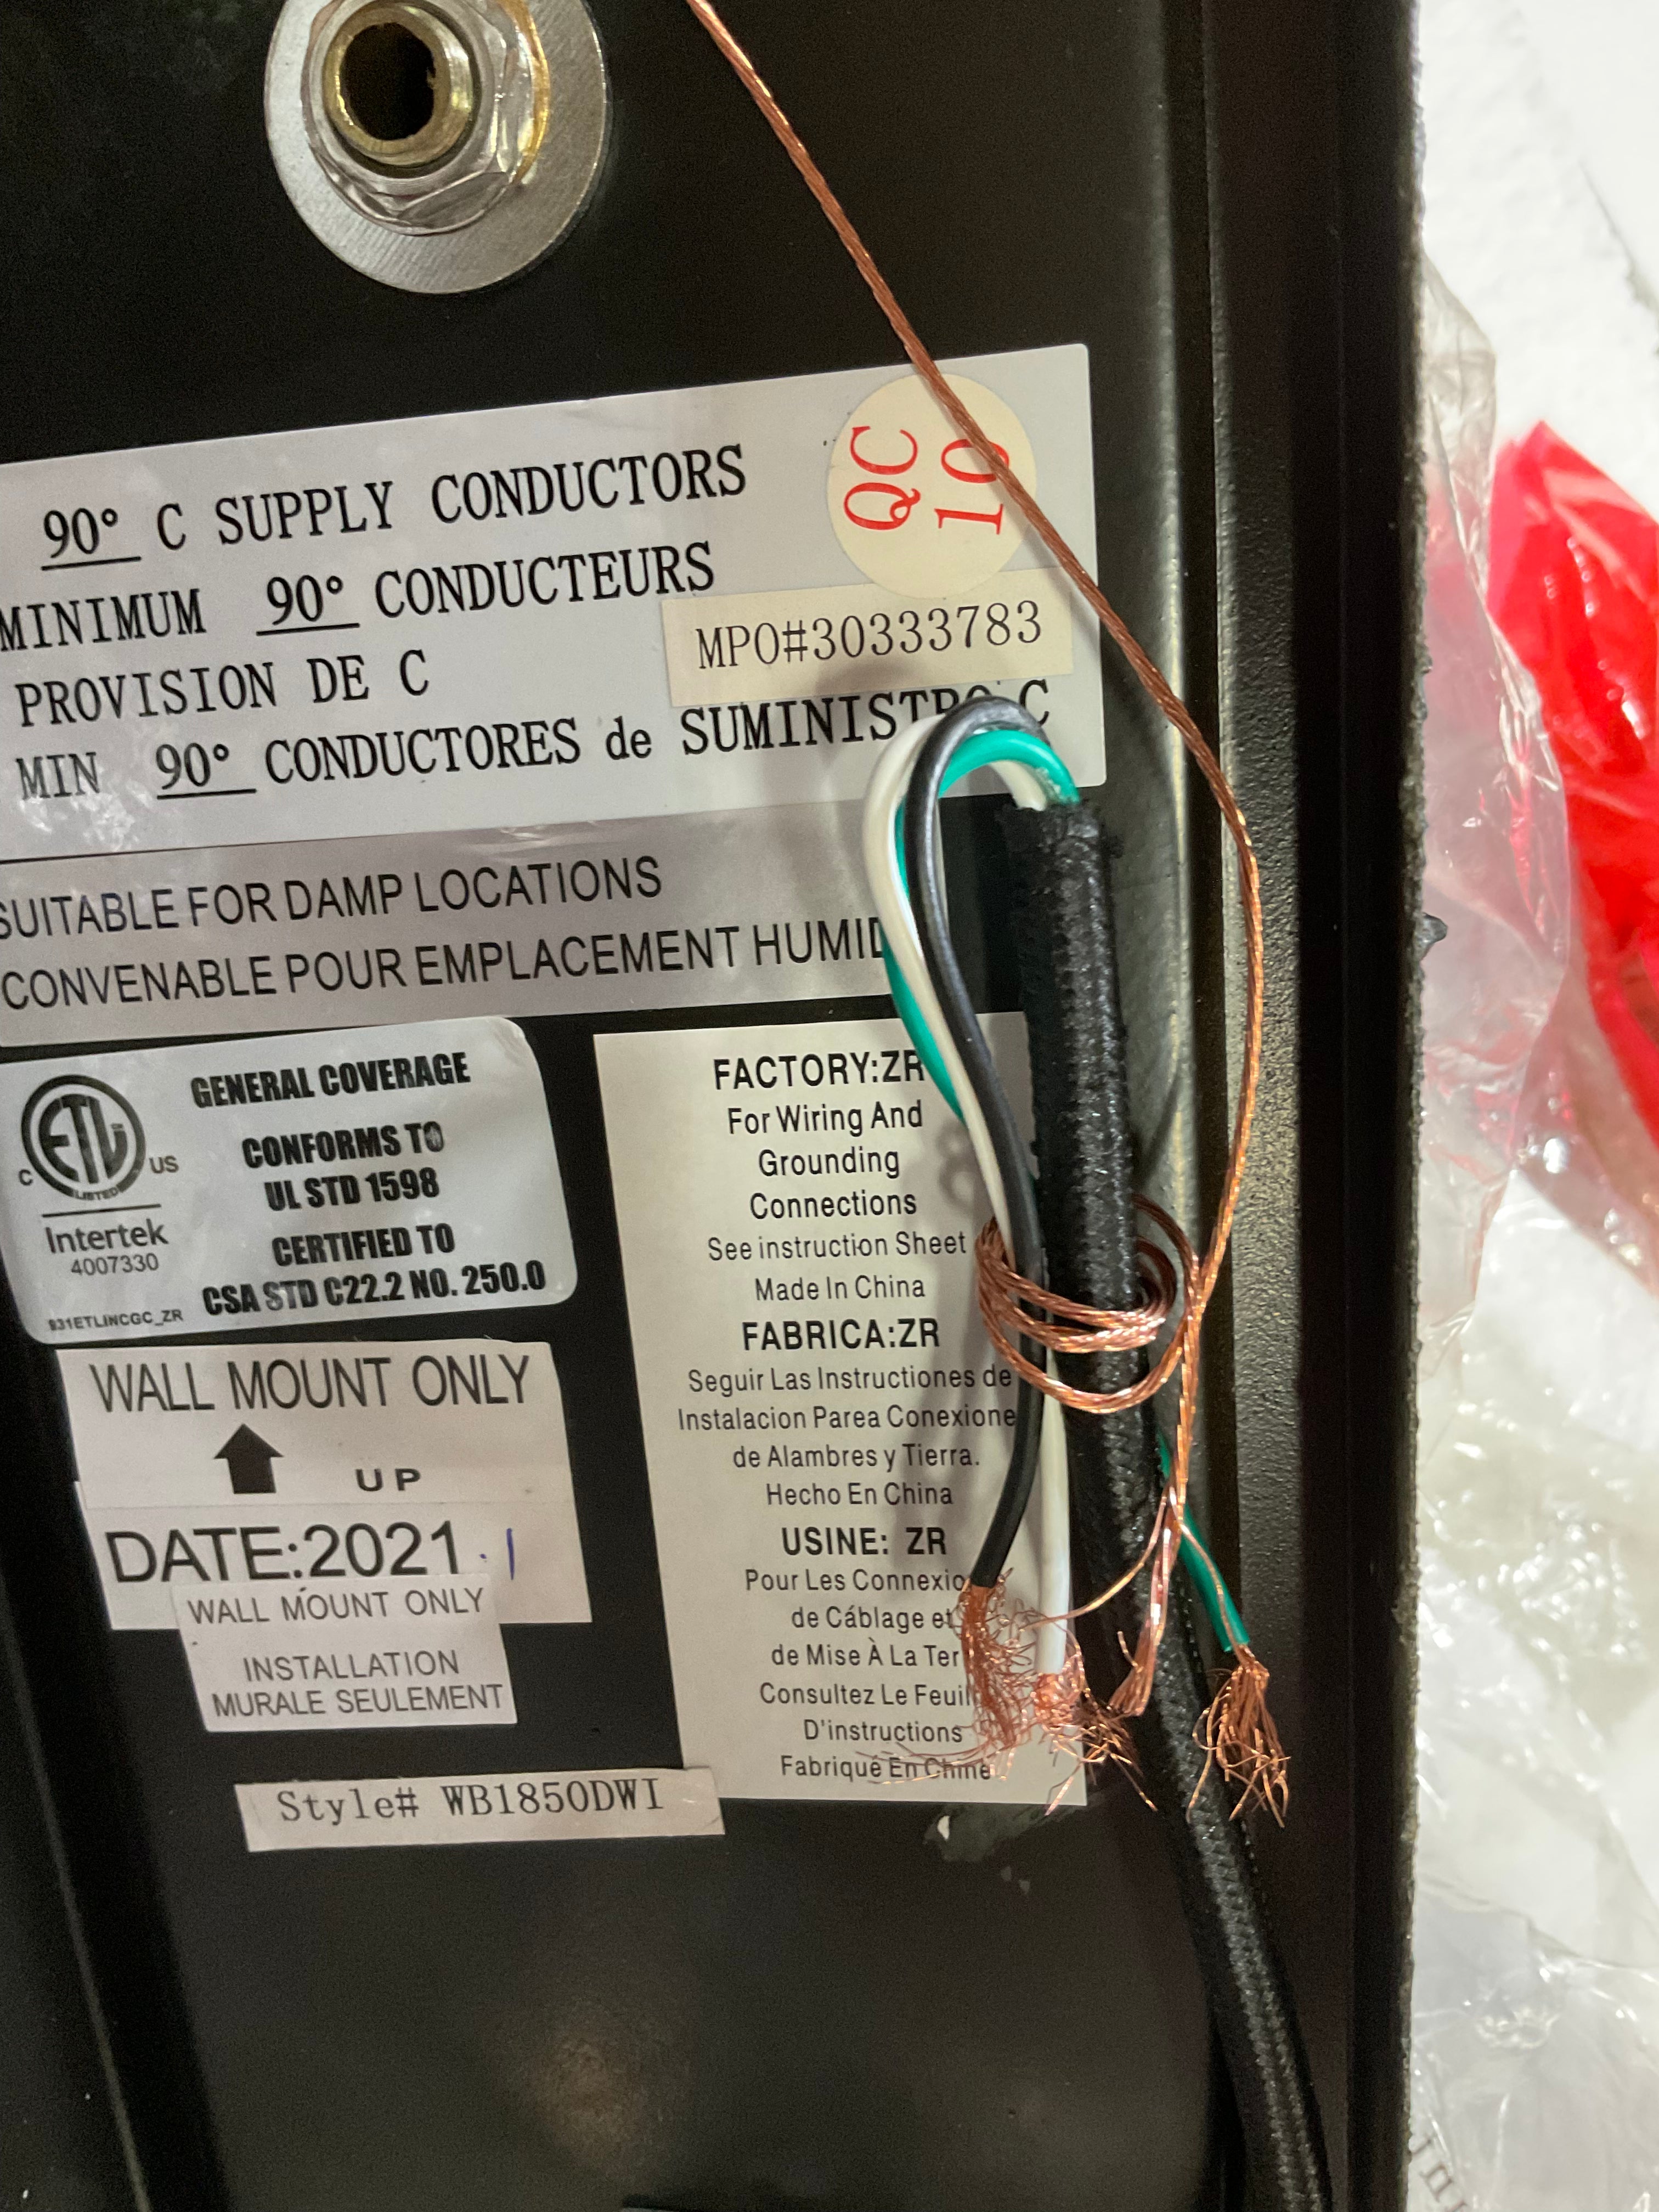 90° C SUPPLY CONDUCTORS
MINIMUM 90° CONDUCTEURS
PROVISION DE C
MIN 90° CONDUCTORES de SUMINISTRO C
QC
10
MPO#30333783
SUITABLE FOR DAMP LOCATIONS
CONVENABLE POUR EMPLACEMENT HUMID
ETL
LISTED
C US
Intertek
4007330
GENERAL COVERAGE
CONFORMS TO
UL STD 1598
CERTIFIED TO
CSA STD C22.2 NO. 250.0
931ETLINCGC_ZR
WALL MOUNT ONLY
UP
DATE:2021.1
WALL MOUNT ONLY
INSTALLATION
MURALE SEULEMENT
Style# WB1850DWI
FACTORY:ZR
For Wiring And
Grounding
Connections
See instruction Sheet
Made In China
FABRICA:ZR
Seguir Las Instructiones de
Instalacion Parea Conexione
de Alambres y Tierra.
Hecho En China
USINE: ZR
Pour Les Connexio
de Câblage et
de Mise À La Ter
Consultez Le Feuil
D'instructions
Fabriqué En Chine